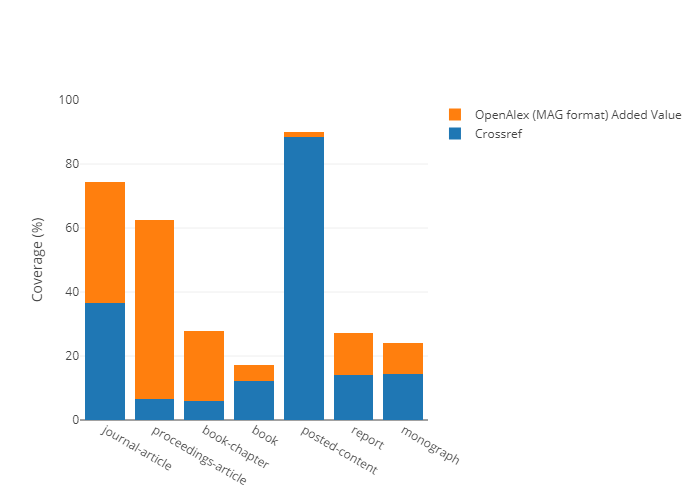 100
80
60
40
20
0
Coverage (%)
journal-article
proceedings-article
book-chapter
book
posted-content
report
monograph
OpenAlex (MAG format) Added Value
Crossref